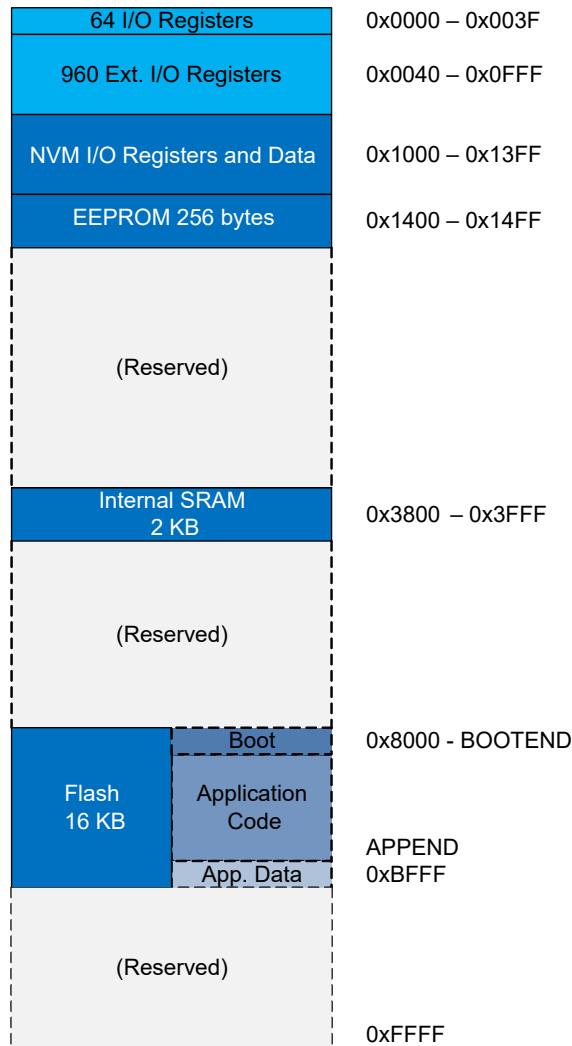 64 I/O Registers 0x0000 – 0x003F
960 Ext. I/O Registers 0x0040 – 0x0FFF
NVM I/O Registers and Data 0x1000 – 0x13FF
EEPROM 256 bytes 0x1400 – 0x14FF
(Reserved)
Internal SRAM
2 KB
0x3800 – 0x3FFF
(Reserved)
Boot 0x8000 - BOOTEND
Flash
16 KB
Application
Code
APPEND
App. Data 0xBFFF
(Reserved)
0xFFFF